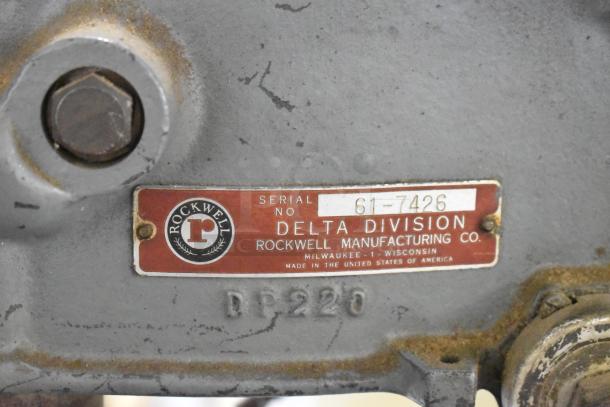 SERIAL
NO.
61-7426
ROCKWELL
r
DELTA DIVISION
ROCKWELL MANUFACTURING CO.
MILWAUKEE - 1 - WISCONSIN
MADE IN THE UNITED STATES OF AMERICA
DP220